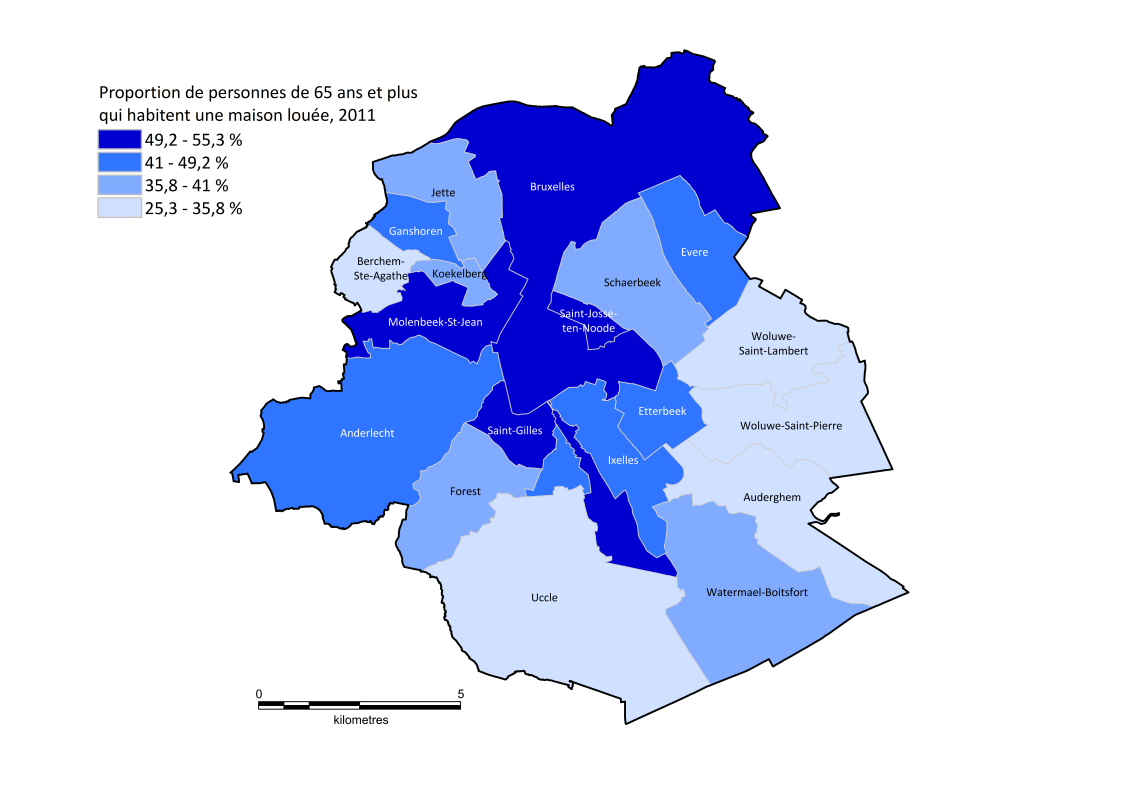 Proportion de personnes de 65 ans et plus
qui habitent une maison louée, 2011
49,2 - 55,3 %
41 - 49,2 %
35,8 - 41 %
25,3 - 35,8 %
Bruxelles
Jette
Ganshoren
Evere
Berchem-
Ste-Agathe
Koekelberg
Schaerbeek
Saint-Josse-
ten-Noode
Molenbeek-St-Jean
Woluwe-
Saint-Lambert
Etterbeek
Woluwe-Saint-Pierre
Anderlecht
Saint-Gilles
Ixelles
Forest
Auderghem
Watermael-Boitsfort
Uccle
0 5
kilometres